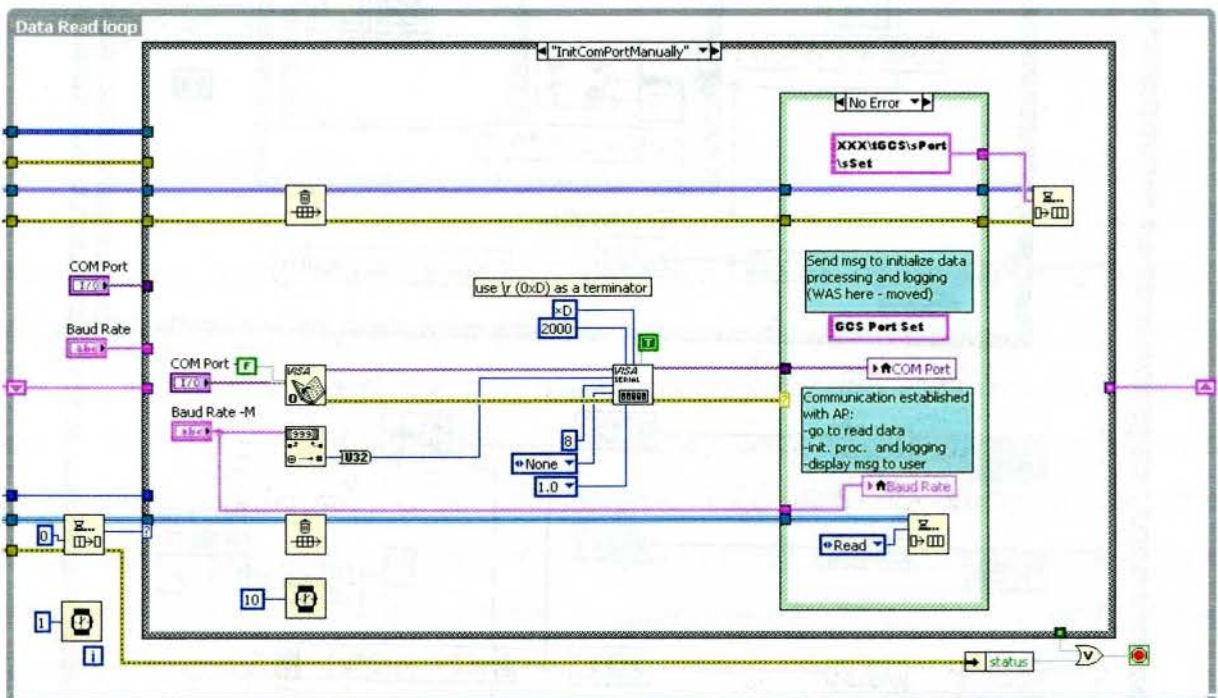 Data Read loop
"InitComPortManually"
No Error
XXX\tGCS\sPort
\sSet
COM Port
I/O
Baud Rate
abc
use \r (0xD) as a terminator
xD
2000
T
COM Port -
F
I/O
VISA
VISA
SERIAL
Baud Rate -M
abc
U32
8
None
1.0
Send msg to initialize data
processing and logging
(WAS here - moved)
GCS Port Set
COM Port
Communication established
with AP:
-go to read data
-init. proc. and logging
-display msg to user
Baud Rate
Read
0
10
1
i
status